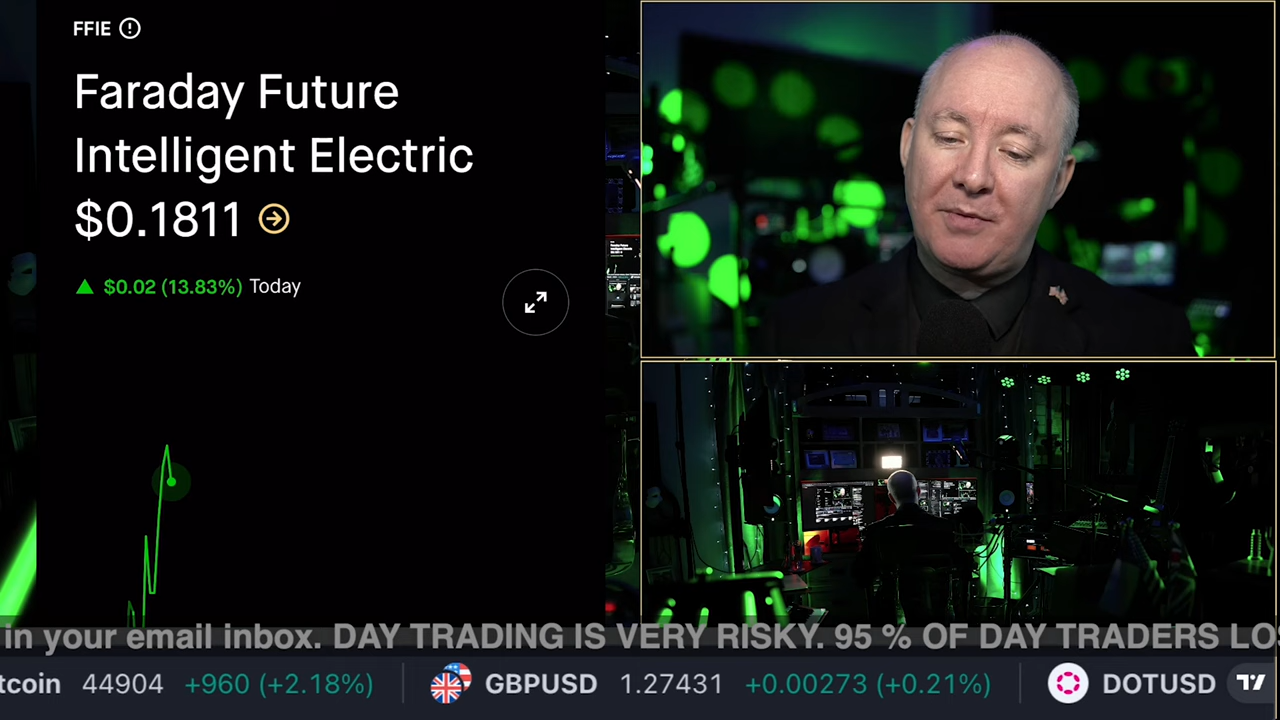 FFIE
Faraday Future
Intelligent Electric
$0.1811
$0.02 (13.83%) Today
in your email inbox. DAY TRADING IS VERY RISKY. 95 % OF DAY TRADERS LO
tcoin 44904 +960 (+2.18%) GBPUSD 1.27431 +0.00273 (+0.21%) DOTUSD